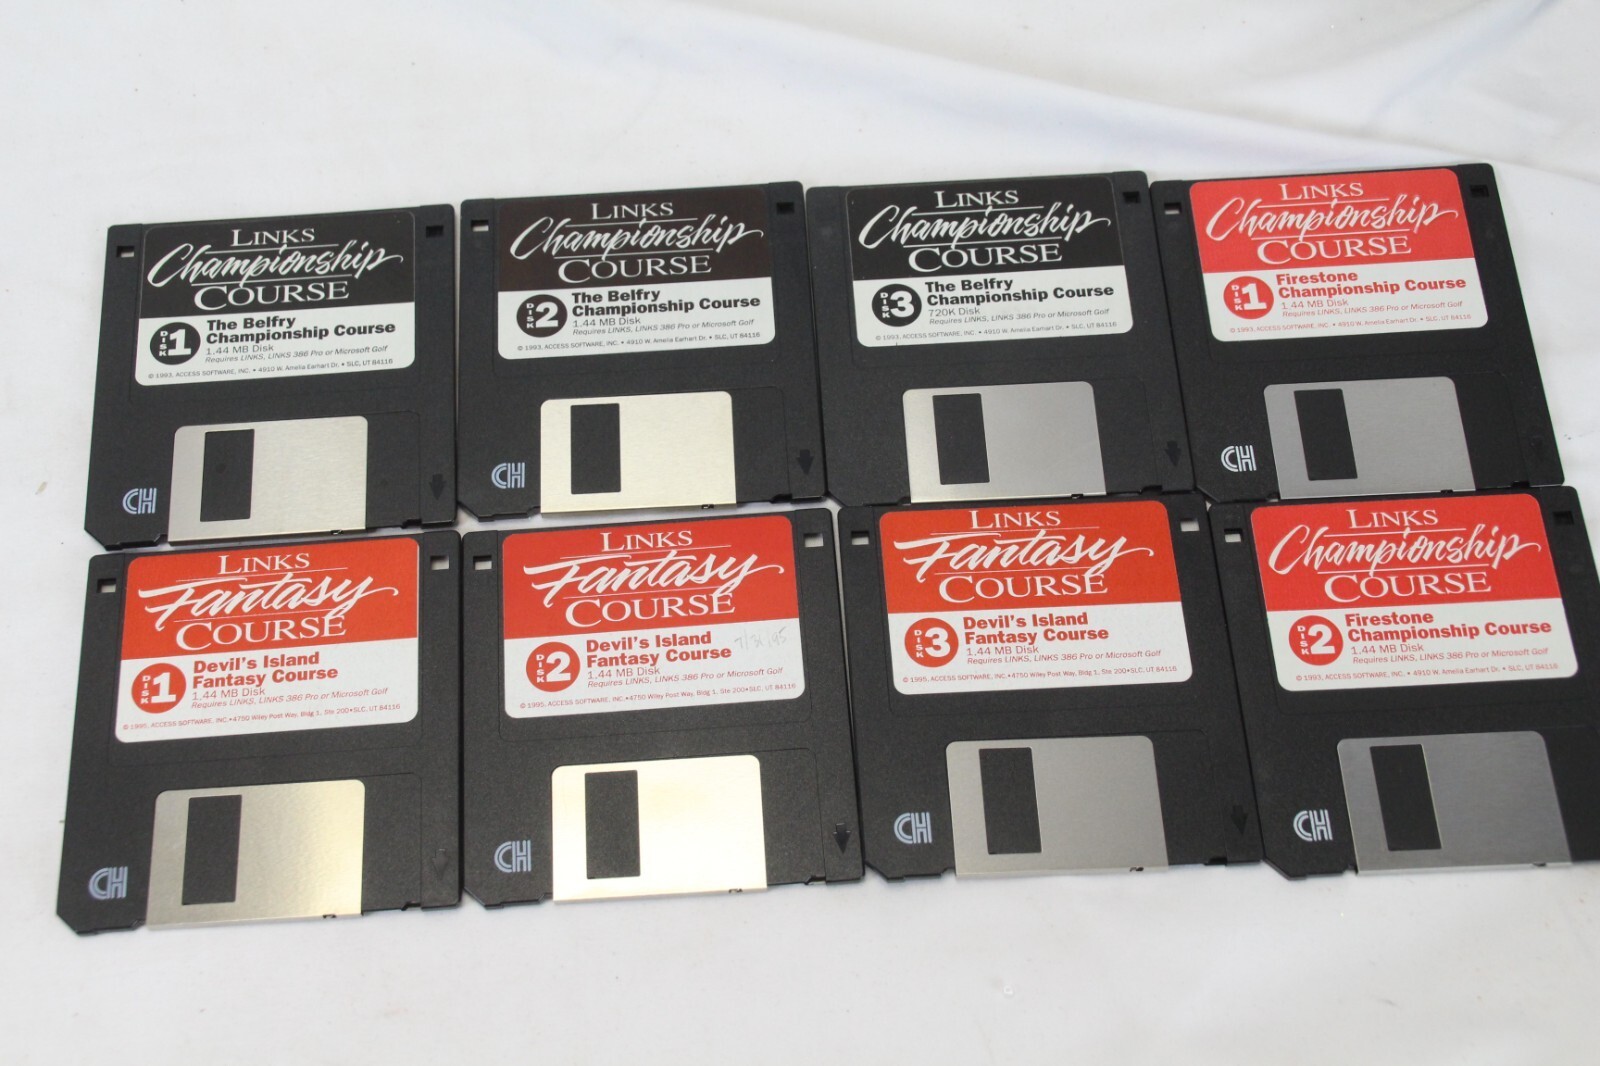 LINKS
Championship
COURSE
DISK 1
The Belfry
Championship Course
1.44 MB Disk
Requires LINKS, LINKS 386 Pro or Microsoft Golf
© 1993, ACCESS SOFTWARE, INC. • 4910 W. Amelia Earhart Dr. • SLC, UT 84116
CH
LINKS
Championship
COURSE
DISK 2
The Belfry
Championship Course
1.44 MB Disk
Requires LINKS, LINKS 386 Pro or Microsoft Golf
© 1993, ACCESS SOFTWARE, INC. • 4910 W. Amelia Earhart Dr. • SLC, UT 84116
CH
LINKS
Championship
COURSE
DISK 3
The Belfry
Championship Course
720K Disk
Requires LINKS, LINKS 386 Pro or Microsoft Golf
© 1993, ACCESS SOFTWARE, INC. • 4910 W. Amelia Earhart Dr. • SLC, UT 84116
LINKS
Championship
COURSE
DISK 1
Firestone
Championship Course
1.44 MB Disk
Requires LINKS, LINKS 386 Pro or Microsoft Golf
© 1993, ACCESS SOFTWARE, INC. • 4910 W. Amelia Earhart Dr. • SLC, UT 84116
CH
LINKS
Fantasy
COURSE
DISK 1
Devil's Island
Fantasy Course
1.44 MB Disk
Requires LINKS, LINKS 386 Pro or Microsoft Golf
© 1995, ACCESS SOFTWARE, INC.•4750 Wiley Post Way, Bldg 1, Ste 200•SLC, UT 84116
CH
LINKS
Fantasy
COURSE
DISK 2
Devil's Island
Fantasy Course
1.44 MB Disk
Requires LINKS, LINKS 386 Pro or Microsoft Golf
© 1995, ACCESS SOFTWARE, INC.•4750 Wiley Post Way, Bldg 1, Ste 200•SLC, UT 84116
CH
LINKS
Fantasy
COURSE
DISK 3
Devil's Island
Fantasy Course
1.44 MB Disk
Requires LINKS, LINKS 386 Pro or Microsoft Golf
© 1995, ACCESS SOFTWARE, INC.•4750 Wiley Post Way, Bldg 1, Ste 200•SLC, UT 84116
CH
LINKS
Championship
COURSE
DISK 2
Firestone
Championship Course
1.44 MB Disk
Requires LINKS, LINKS 386 Pro or Microsoft Golf
© 1993, ACCESS SOFTWARE, INC. • 4910 W. Amelia Earhart Dr. • SLC, UT 84116
CH